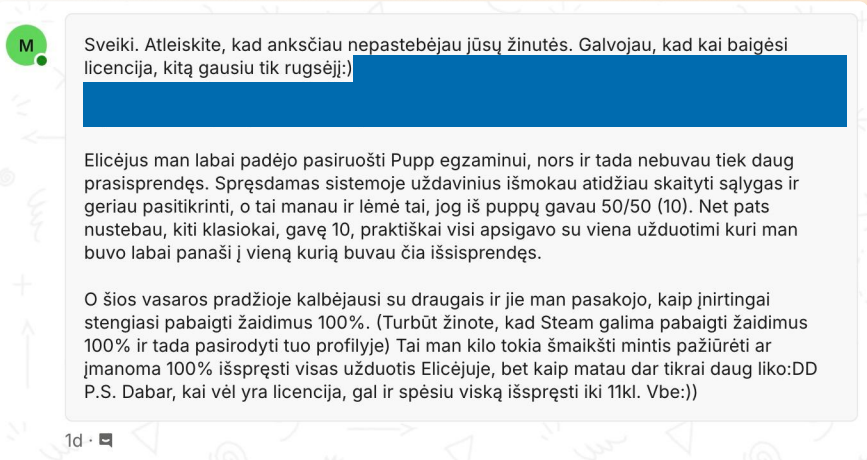 M
Sveiki. Atleiskite, kad anksčiau nepastebėjau jūsų žinutės. Galvojau, kad kai baigėsi
licencija, kitą gausiu tik rugsėjį:)
Elicėjus man labai padėjo pasiruošti Pupp egzaminui, nors ir tada nebuvau tiek daug
prasisprendęs. Spręsdamas sistemoje uždavinius išmokau atidžiau skaityti sąlygas ir
geriau pasitikrinti, o tai manau ir lėmė tai, jog iš puppų gavau 50/50 (10). Net pats
nustebau, kiti klasiokai, gavę 10, praktiškai visi apsigavo su viena užduotimi kuri man
buvo labai panaši į vieną kurią buvau čia išsisprendęs.
O šios vasaros pradžioje kalbėjausi su draugais ir jie man pasakojo, kaip įnirtingai
stengiasi pabaigti žaidimus 100%. (Turbūt žinote, kad Steam galima pabaigti žaidimus
100% ir tada pasirodyti tuo profilyje) Tai man kilo tokia šmaikšti mintis pažiūrėti ar
įmanoma 100% išspręsti visas užduotis Elicėjuje, bet kaip matau dar tikrai daug liko:DD
P.S. Dabar, kai vėl yra licencija, gal ir spėsiu viską išspręsti iki 11kl. Vbe:))
1d ·